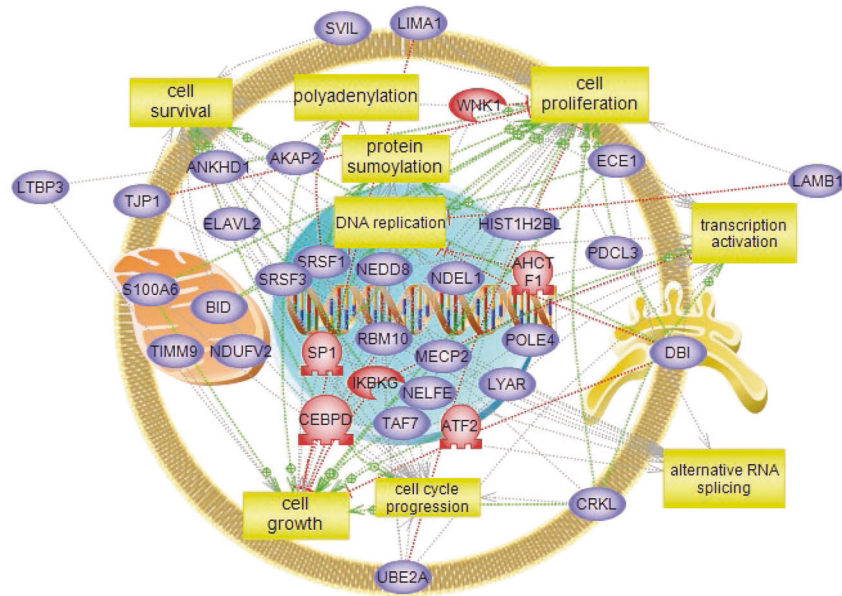 SVIL
LIMA1
cell
survival
polyadenylation
WNK1
cell
proliferation
protein
sumoylation
ANKHD1
AKAP2
ECE1
LTBP3
TJP1
LAMB1
ELAVL2
DNA replication
HIST1H2BL
transcription
activation
PDCL3
SRSF1
SRSF3
NEDD8
NDEL1
AHCT
F1
S100A6
BID
TIMM9
NDUFV2
SP1
RBM10
MECP2
POLE4
DBI
IKBKG
NELFE
LYAR
CEBPD
TAF7
ATF2
alternative RNA
splicing
cell
growth
cell cycle
progression
CRKL
UBE2A